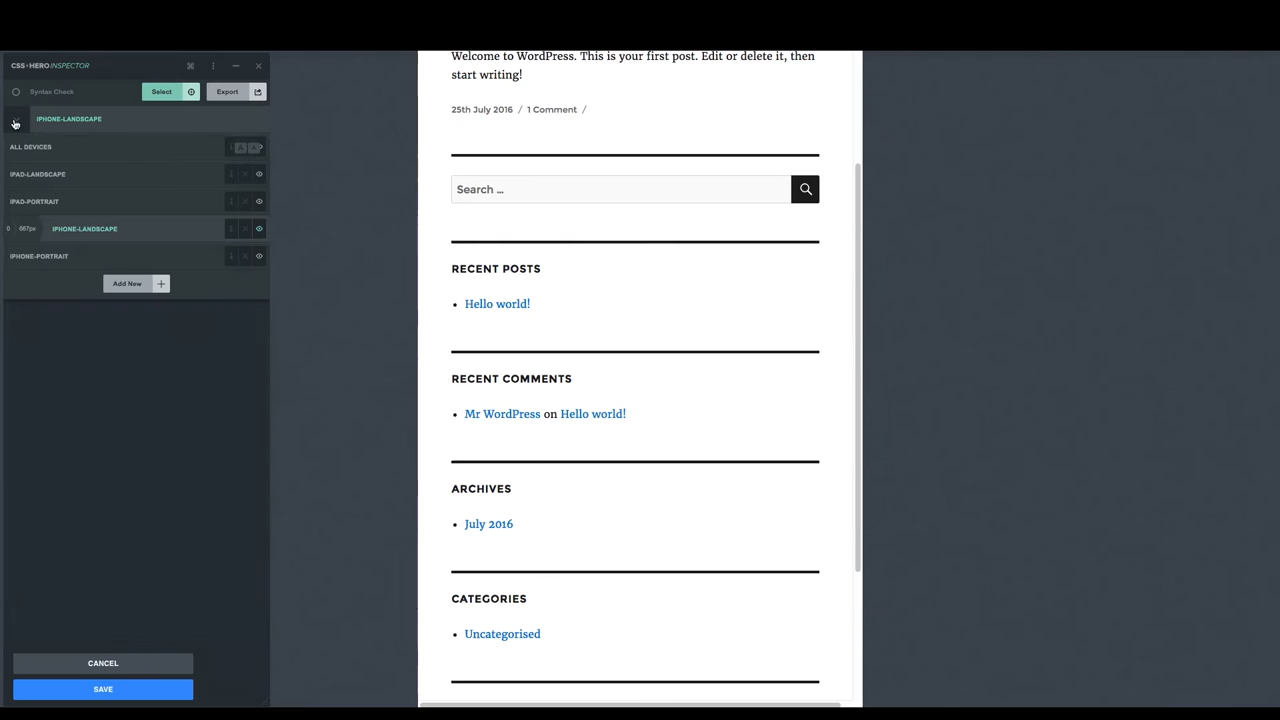 CSS HERO INSPECTOR
Syntax Check
Select
Export
IPHONE-LANDSCAPE
ALL DEVICES
IPAD-LANDSCAPE
IPAD-PORTRAIT
0 667px IPHONE-LANDSCAPE
IPHONE-PORTRAIT
Add New +
CANCEL
SAVE
Welcome to WordPress. This is your first post. Edit or delete it, then
start writing!
25th July 2016 / 1 Comment /
Search ...
RECENT POSTS
Hello world!
RECENT COMMENTS
Mr WordPress on Hello world!
ARCHIVES
July 2016
CATEGORIES
Uncategorised